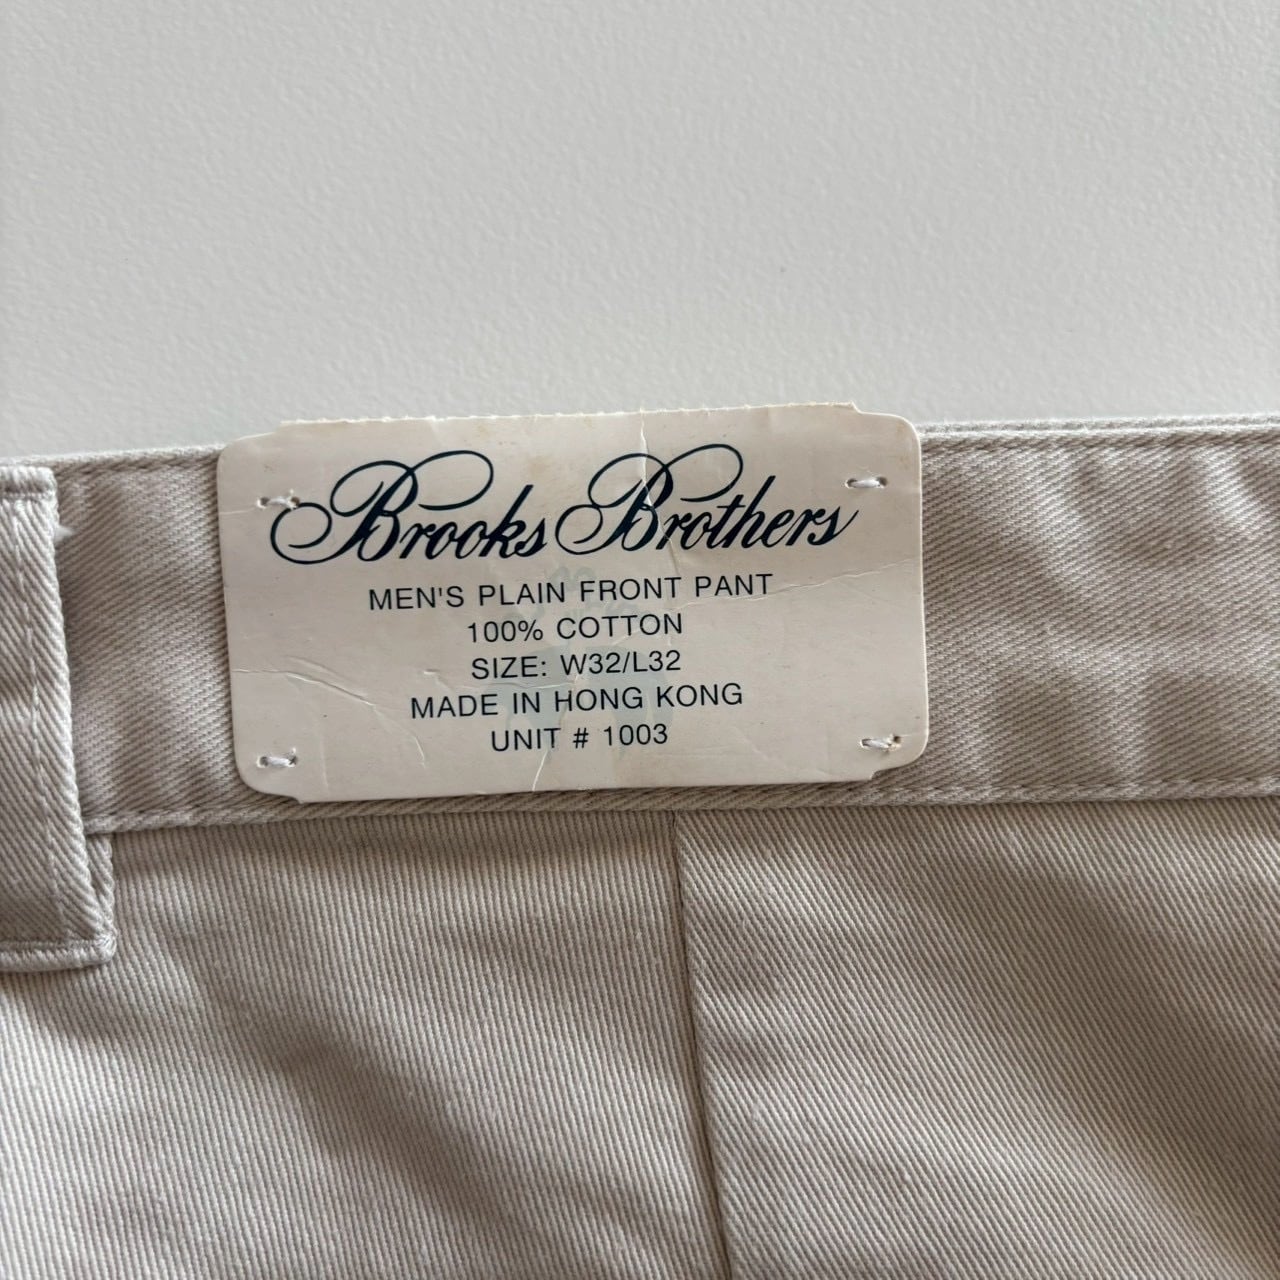 Brooks Brothers
MEN'S PLAIN FRONT PANT
100% COTTON
SIZE: W32/L32
MADE IN HONG KONG
UNIT # 1003